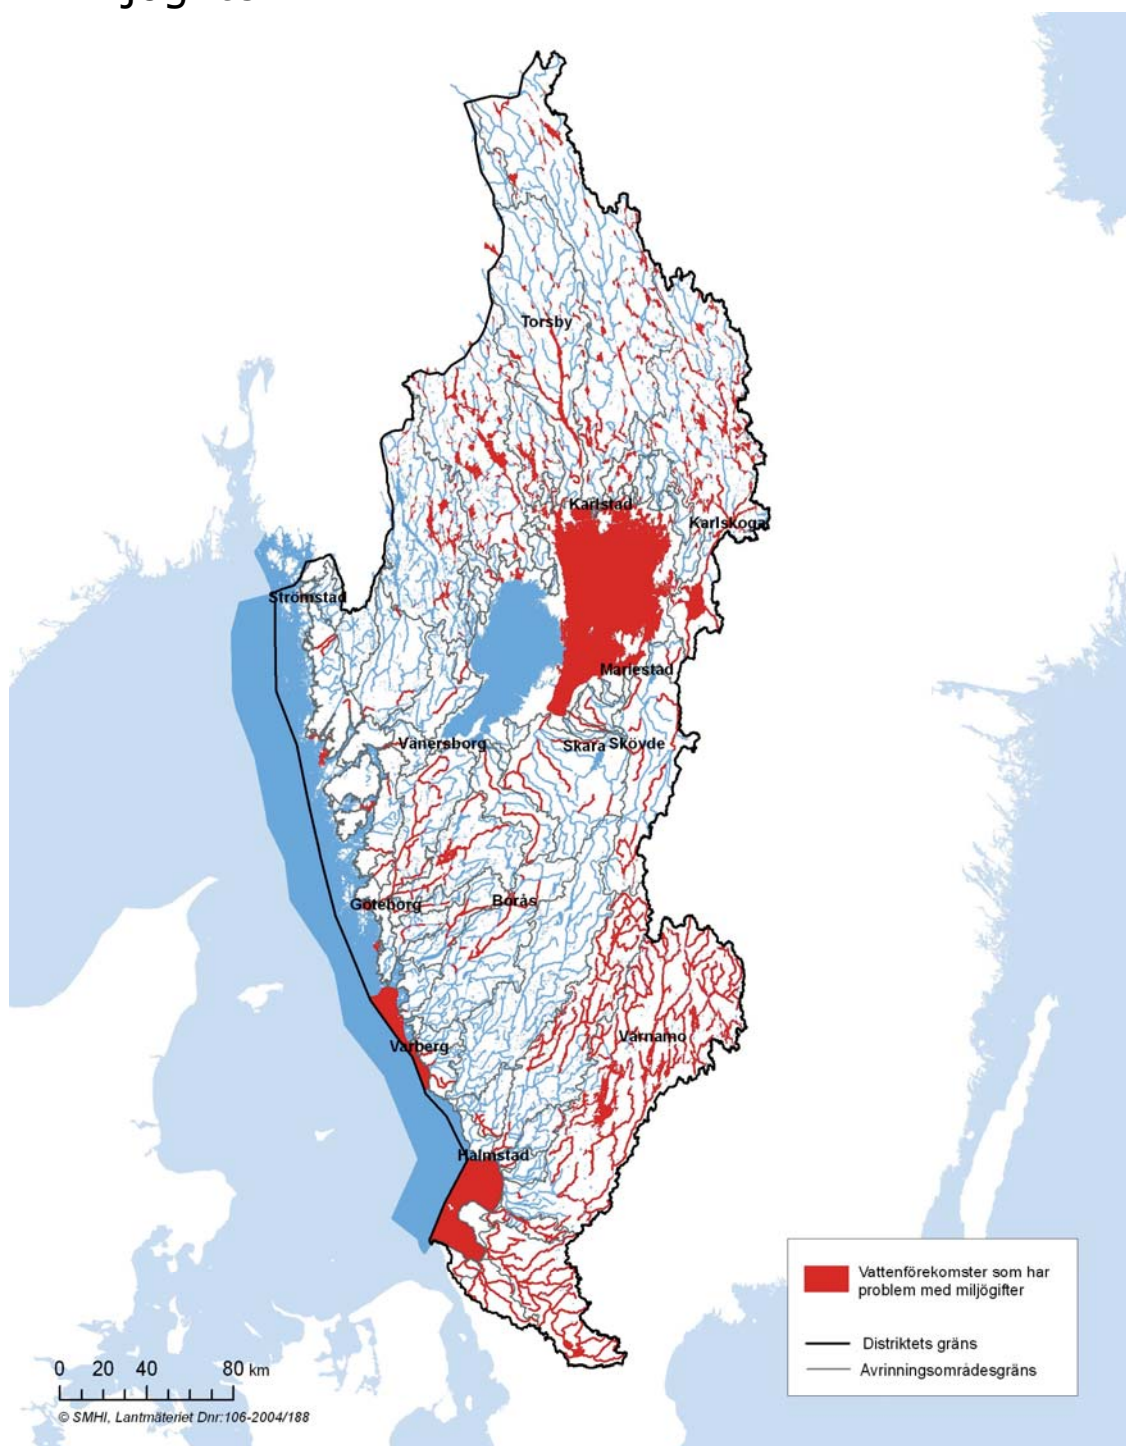 Torsby
Karlstad
Karlskoga
Strömstad
Mariestad
Vänersborg
Skara
Skövde
Göteborg
Borås
Värnamo
Varberg
Halmstad
Vattenförekomster som har
problem med miljögifter
Distriktets gräns
Avrinningsområdesgräns
0 20 40 80 km
© SMHI, Lantmäteriet Dnr:106-2004/188